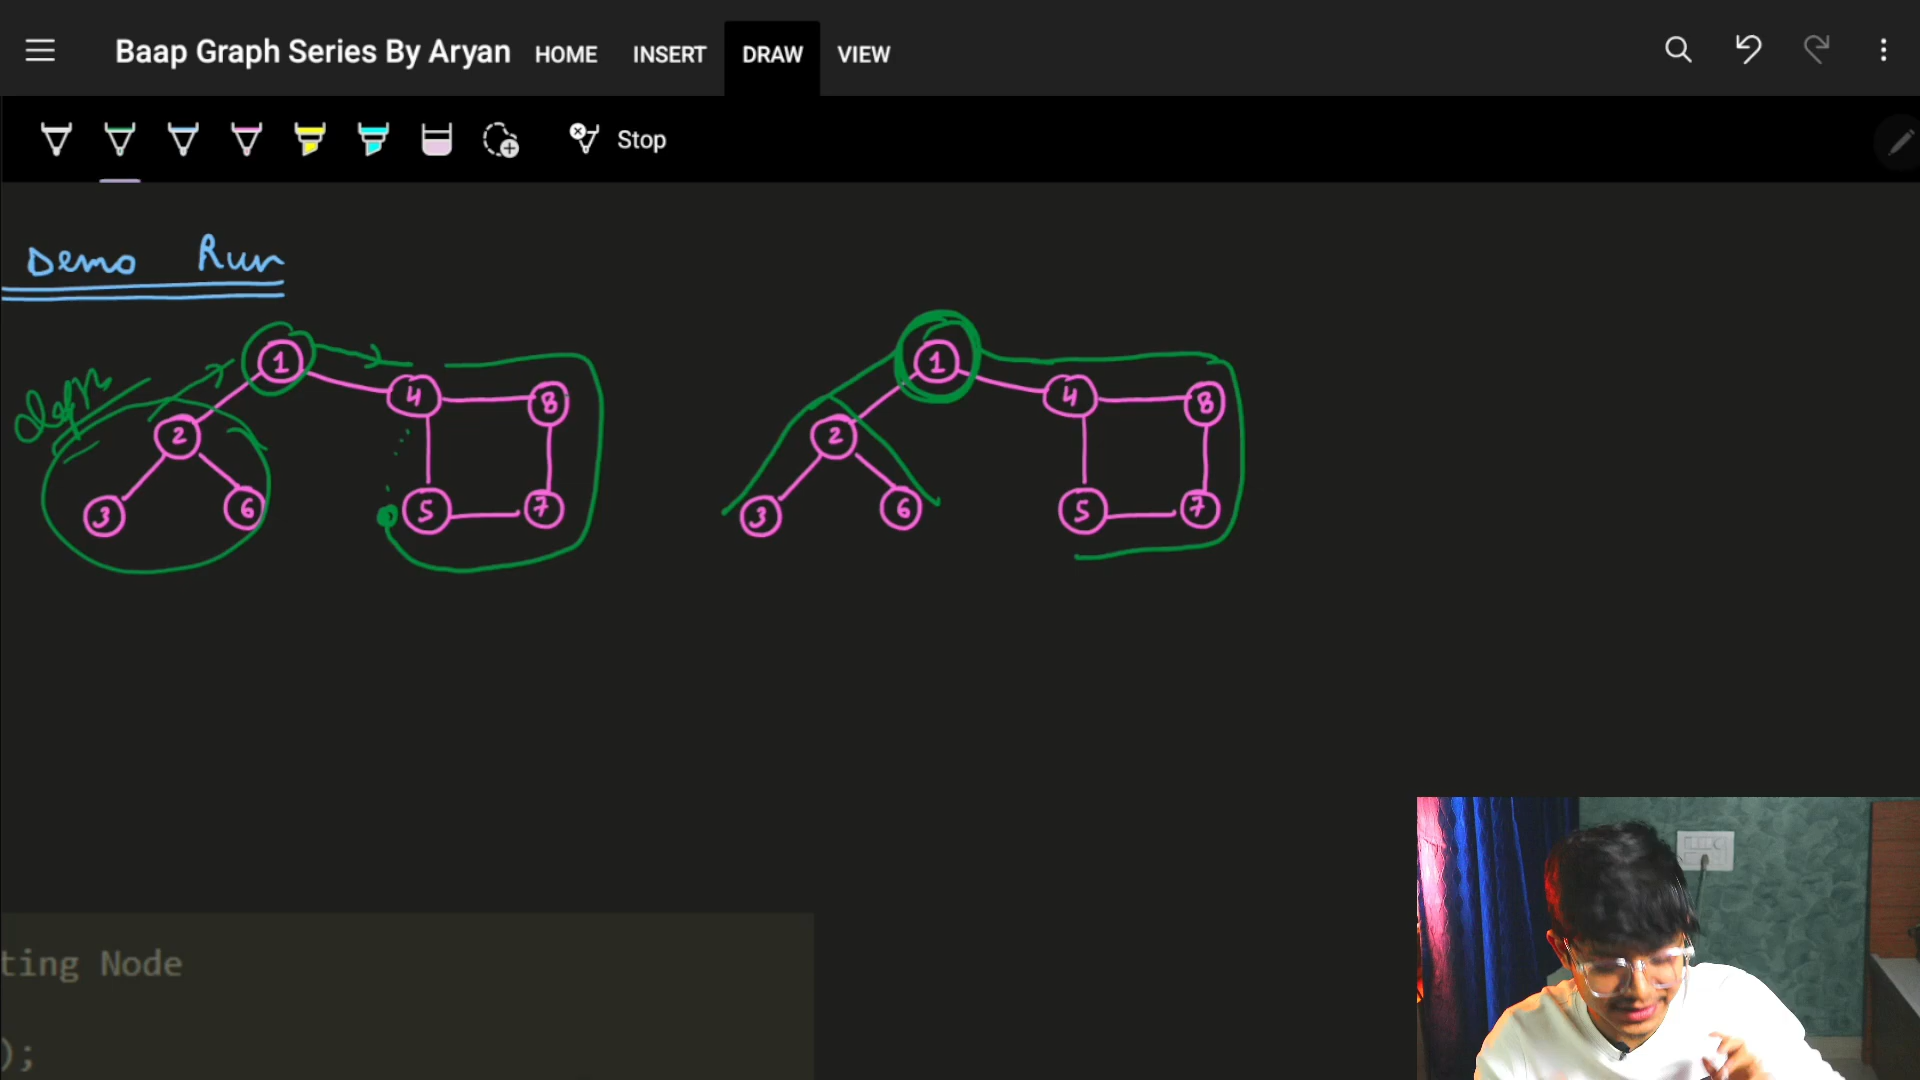 Baap Graph Series By Aryan HOME INSERT DRAW VIEW
Stop
Demo Run
1 4 8 2 3 6 5 7
1 4 8 2 3 6 5 7
ting Node
);